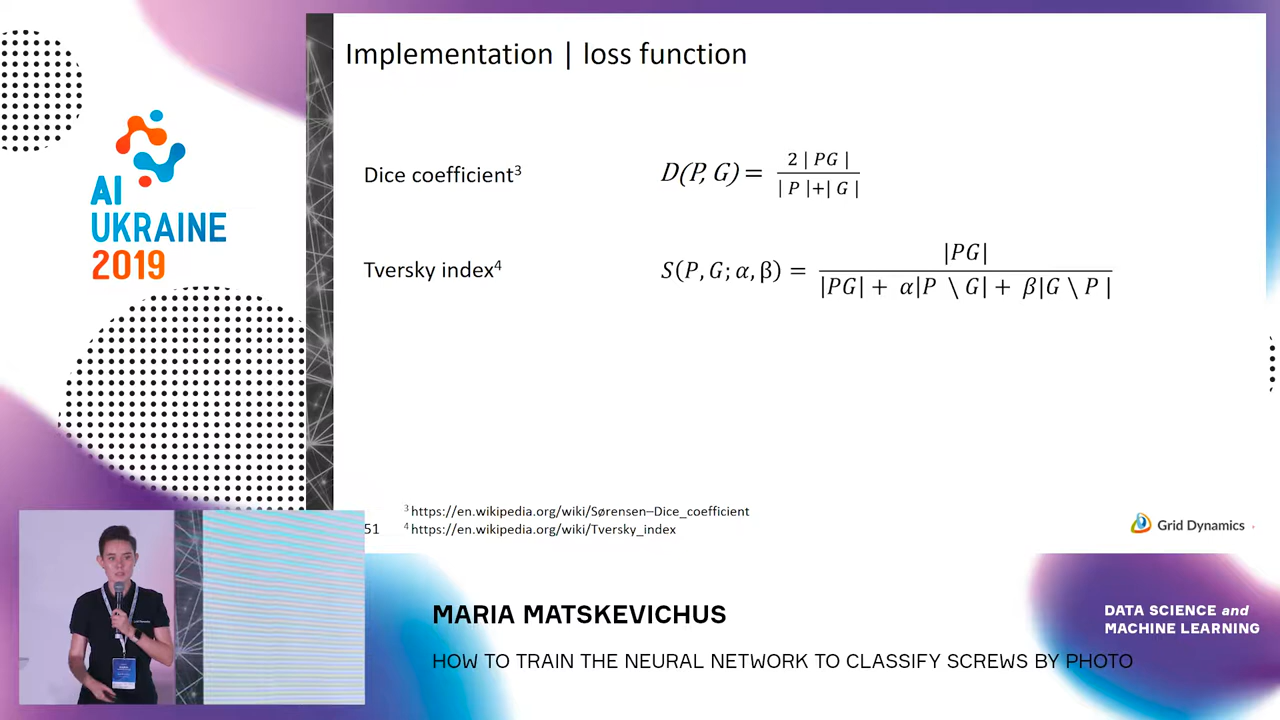 Implementation | loss function
AI
UKRAINE
2019
Dice coefficient³
D(P, G) = 2 | PG | / | P |+| G |
Tversky index⁴
S(P, G; α, β) = |PG| / |PG| + α|P \ G| + β|G \ P |
³ https://en.wikipedia.org/wiki/Sørensen–Dice_coefficient
51
⁴ https://en.wikipedia.org/wiki/Tversky_index
Grid Dynamics
MARIA MATSKEVICHUS
HOW TO TRAIN THE NEURAL NETWORK TO CLASSIFY SCREWS BY PHOTO
DATA SCIENCE and
MACHINE LEARNING